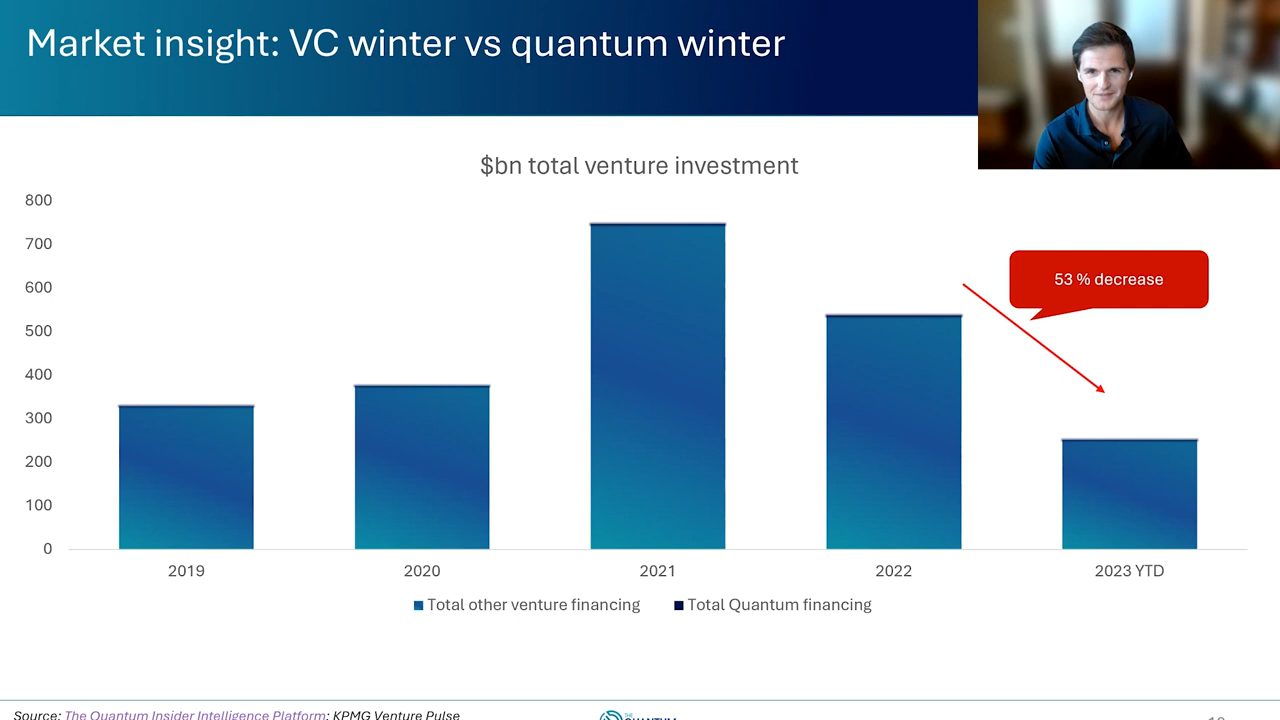 Market insight: VC winter vs quantum winter
$bn total venture investment
800
700
600
500
400
300
200
100
0
53 % decrease
2019
2020
2021
2022
2023 YTD
Total other venture financing
Total Quantum financing
Source: The Quantum Insider Intelligence Platform; KPMG Venture Pulse
THE
QUANTUM